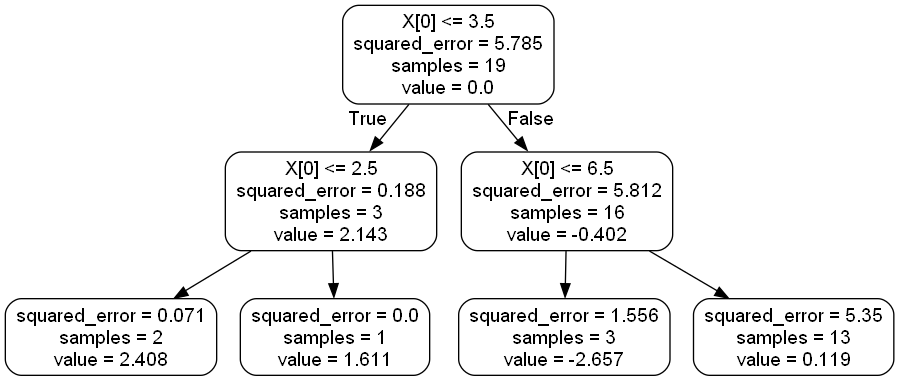 X[0] <= 3.5
squared_error = 5.785
samples = 19
value = 0.0
True
False
X[0] <= 2.5
squared_error = 0.188
samples = 3
value = 2.143
X[0] <= 6.5
squared_error = 5.812
samples = 16
value = -0.402
squared_error = 0.071
samples = 2
value = 2.408
squared_error = 0.0
samples = 1
value = 1.611
squared_error = 1.556
samples = 3
value = -2.657
squared_error = 5.35
samples = 13
value = 0.119